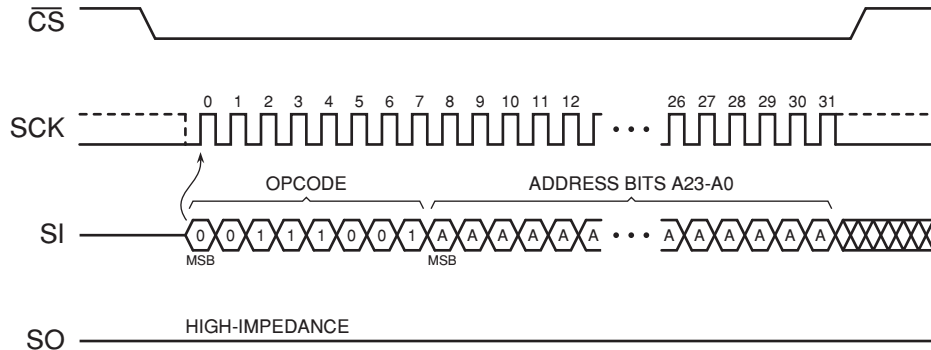 CS
0 1 2 3 4 5 6 7 8 9 10 11 12 26 27 28 29 30 31
SCK
OPCODE ADDRESS BITS A23-A0
SI 0 0 1 1 1 0 0 1 A A A A A A • • • A A A A A A
MSB MSB
HIGH-IMPEDANCE
SO